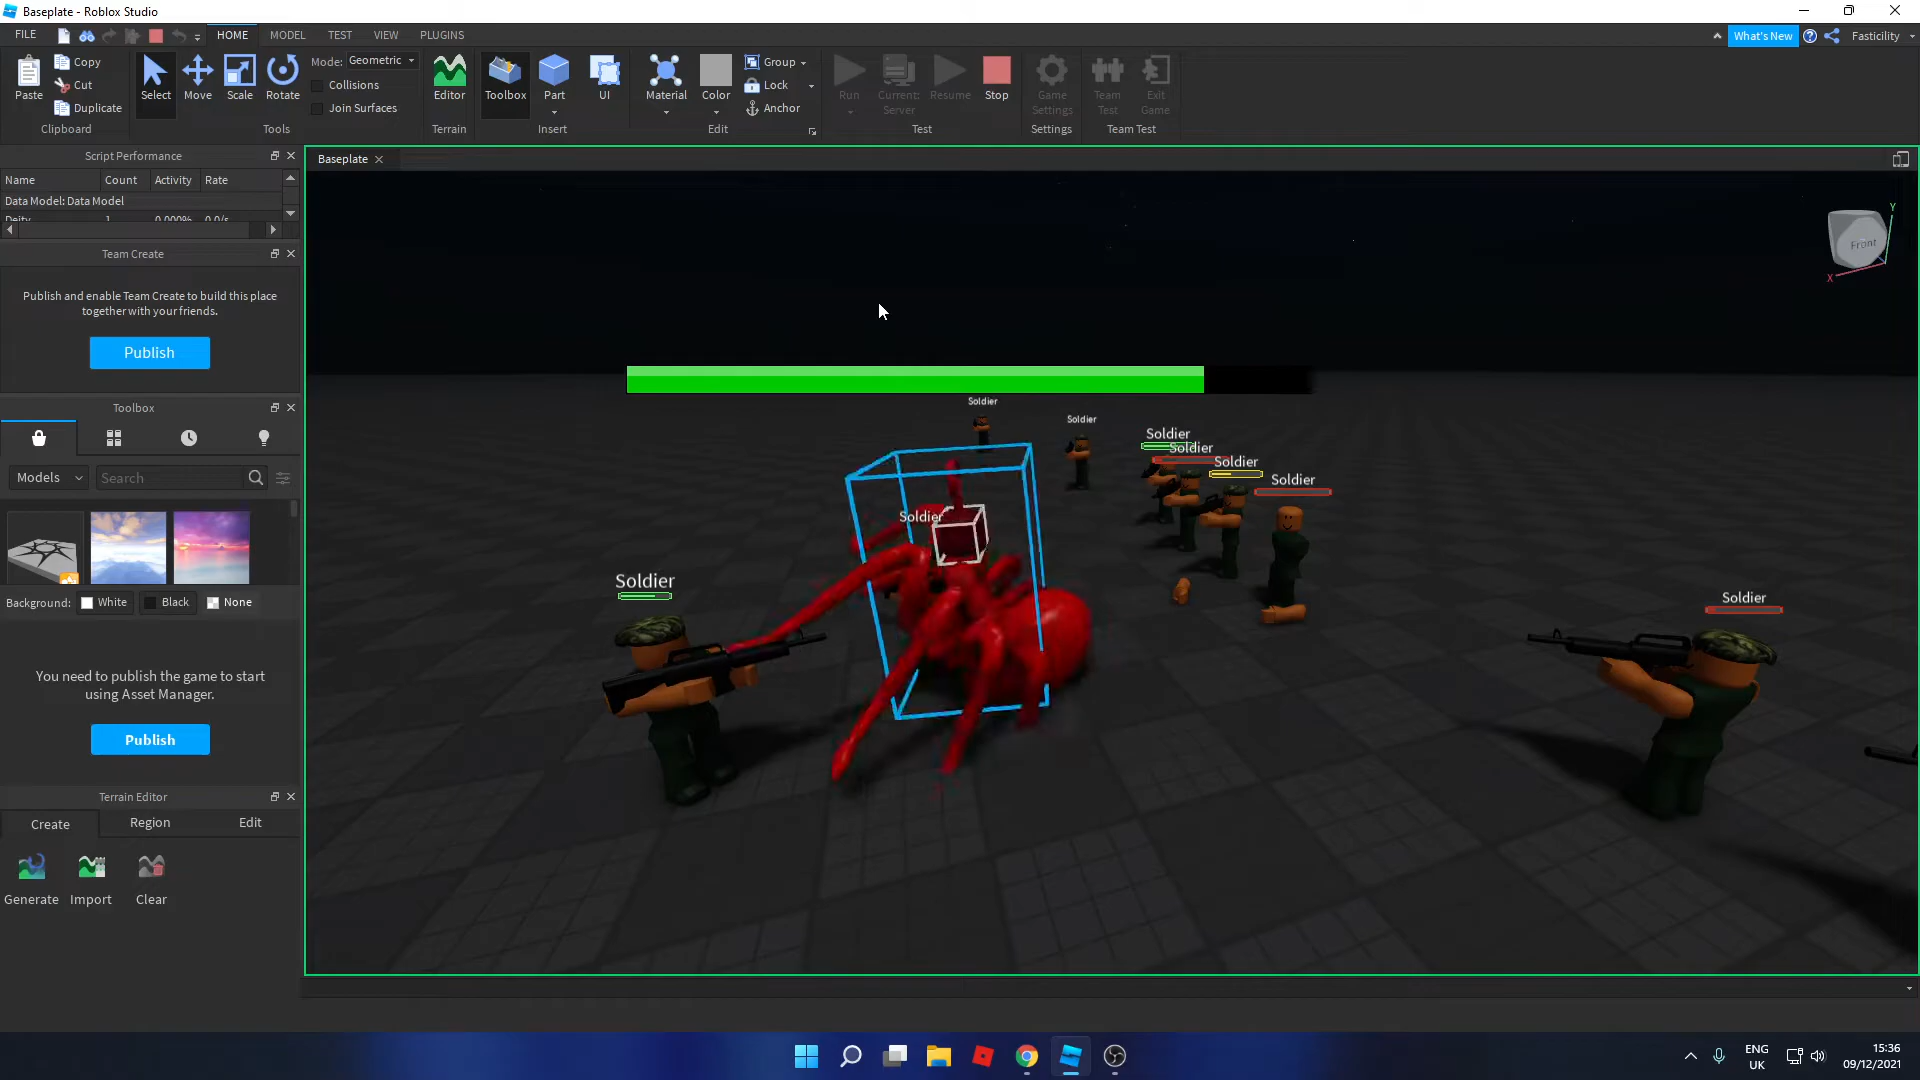 Baseplate - Roblox Studio
FILE
HOME
MODEL
TEST
VIEW
PLUGINS
What's New
Fasticility
Paste
Copy
Cut
Duplicate
Clipboard
Select
Move
Scale
Rotate
Mode: Geometric
Collisions
Join Surfaces
Tools
Editor
Terrain
Toolbox
Part
UI
Insert
Material
Color
Group
Lock
Anchor
Edit
Run
Current: Server
Resume
Stop
Test
Game Settings
Settings
Team Test
Exit Game
Team Test
Script Performance
Name Count Activity Rate
Data Model: Data Model
Deity 1 0.000% 0.0/s
Team Create
Publish and enable Team Create to build this place
together with your friends.
Publish
Toolbox
Models
Search
Background: White Black None
You need to publish the game to start
using Asset Manager.
Publish
Terrain Editor
Create
Region
Edit
Generate
Import
Clear
Baseplate
Front
Y
X
Soldier
Soldier
Soldier
Soldier
Soldier
Soldier
Soldier
Soldier
Soldier
ENG
UK
15:36
09/12/2021